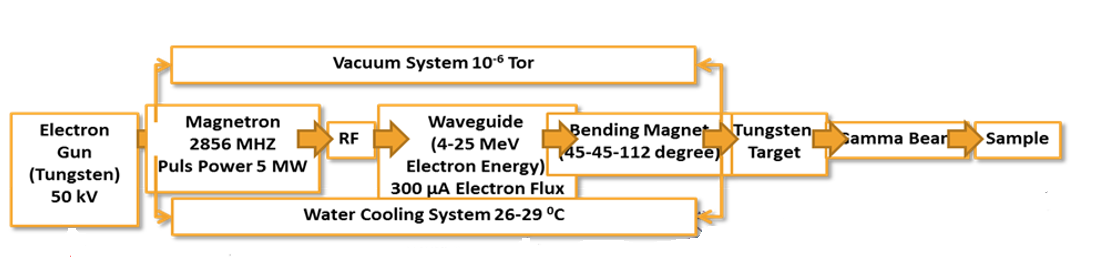 Vacuum System 10⁻⁶ Tor
Electron
Gun
(Tungsten)
50 kV
Magnetron
2856 MHZ
Puls Power 5 MW
RF
Waveguide
(4-25 MeV
Electron Energy)
300 µA Electron Flux
Bending Magnet
(45-45-112 degree)
Tungsten
Target
Gamma Beam
Sample
Water Cooling System 26-29 ⁰C